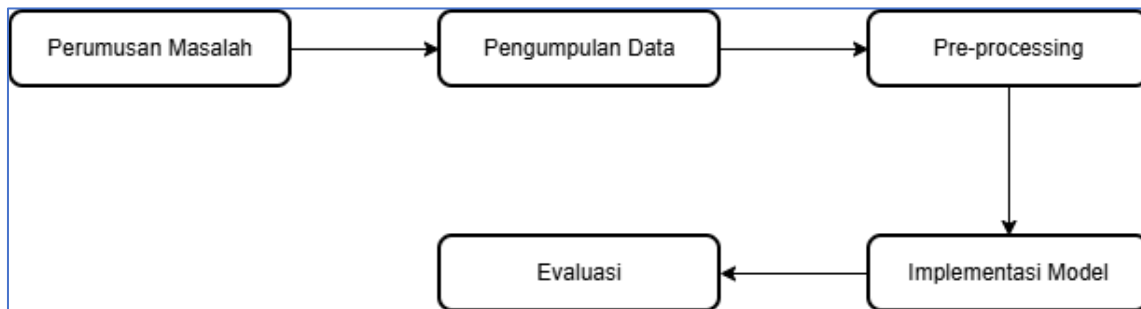 Perumusan Masalah
Pengumpulan Data
Pre-processing
Implementasi Model
Evaluasi